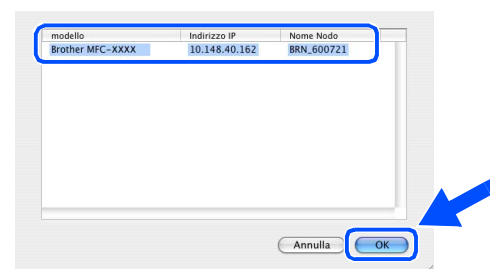 modello Indirizzo IP Nome Nodo
Brother MFC-XXXX 10.148.40.162 BRN_600721
Annulla OK